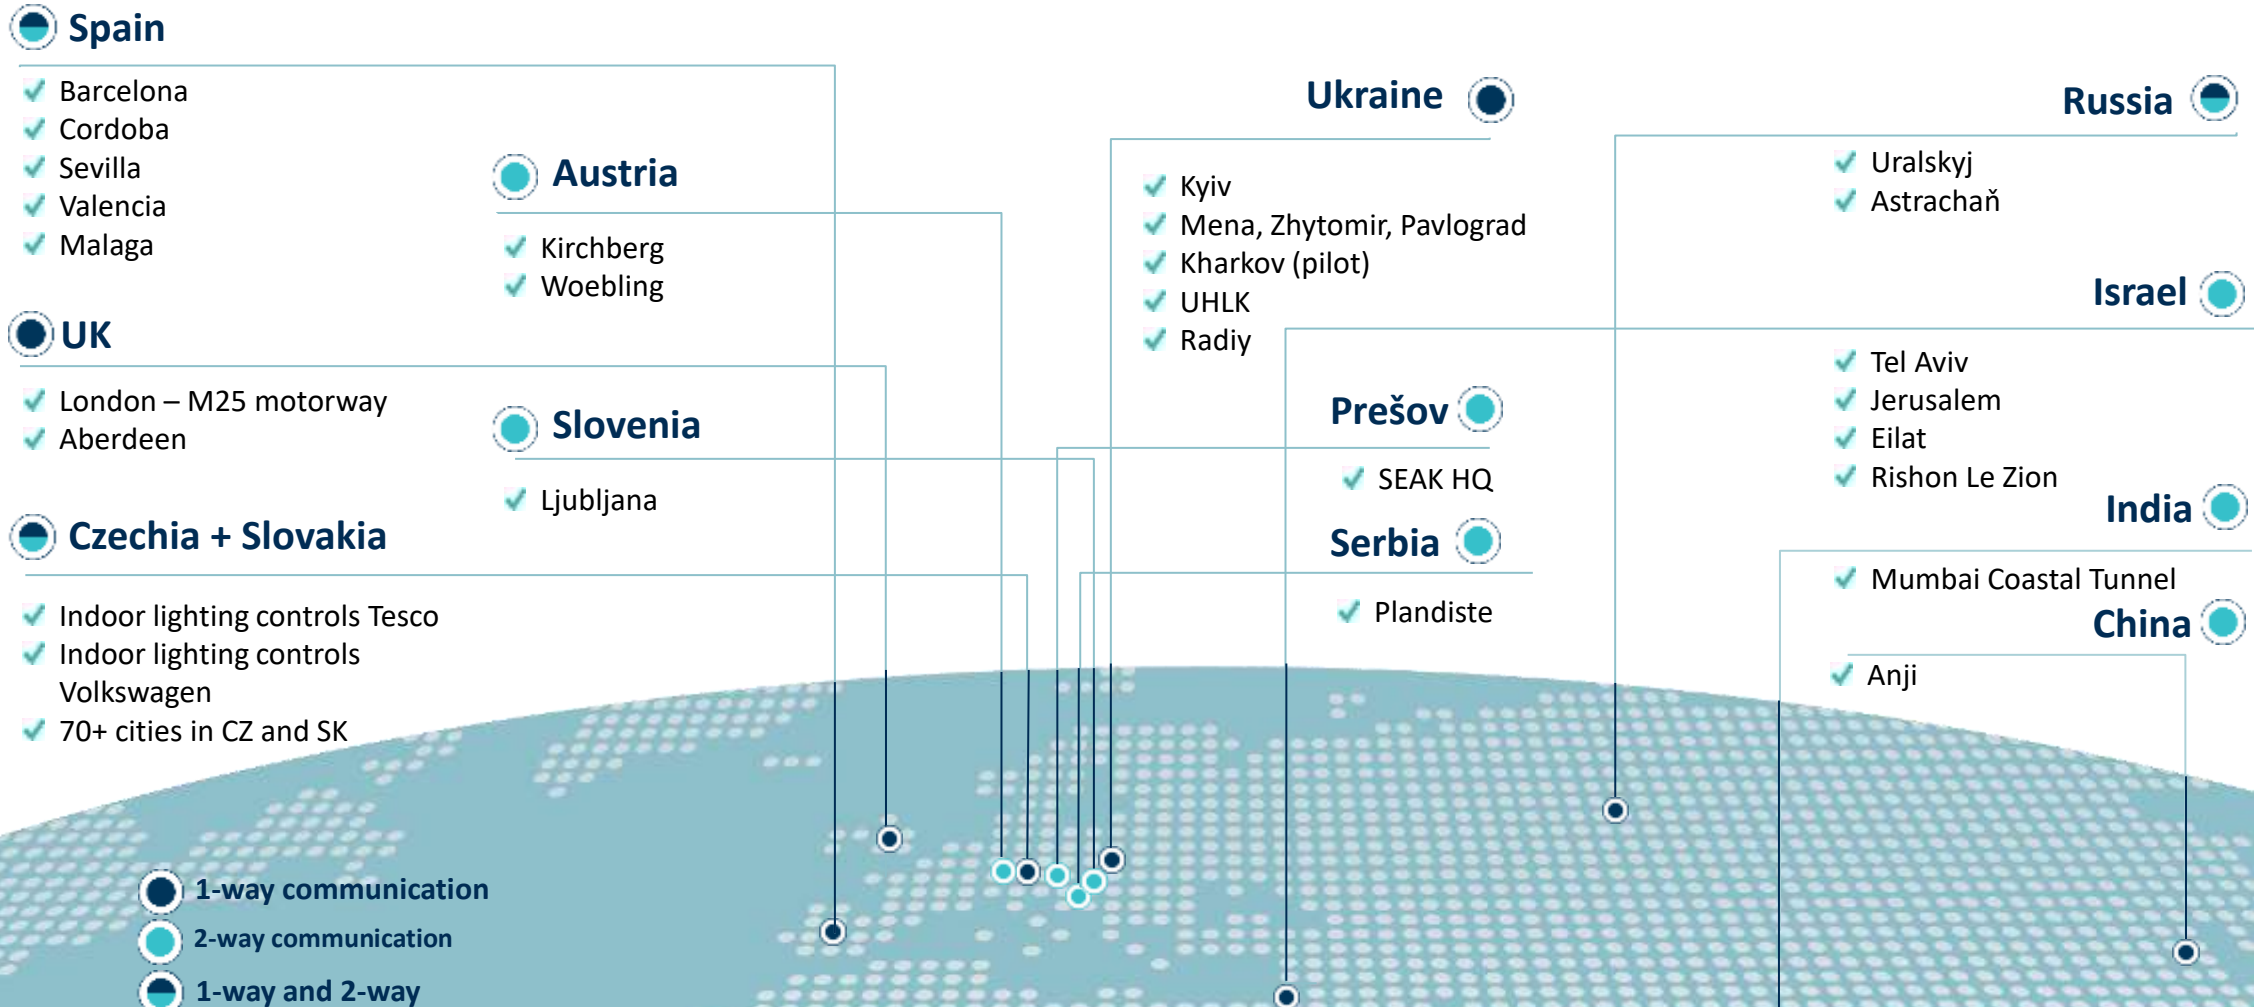 Spain
Barcelona
Cordoba
Sevilla
Valencia
Malaga
UK
London – M25 motorway
Aberdeen
Czechia + Slovakia
Indoor lighting controls Tesco
Indoor lighting controls
Volkswagen
70+ cities in CZ and SK
Austria
Kirchberg
Woebling
Slovenia
Ljubljana
Ukraine
Kyiv
Mena, Zhytomir, Pavlograd
Kharkov (pilot)
UHLK
Radiy
Prešov
SEAK HQ
Serbia
Plandiste
Russia
Uralskyj
Astrachaň
Israel
Tel Aviv
Jerusalem
Eilat
Rishon Le Zion
India
Mumbai Coastal Tunnel
China
Anji
1-way communication
2-way communication
1-way and 2-way